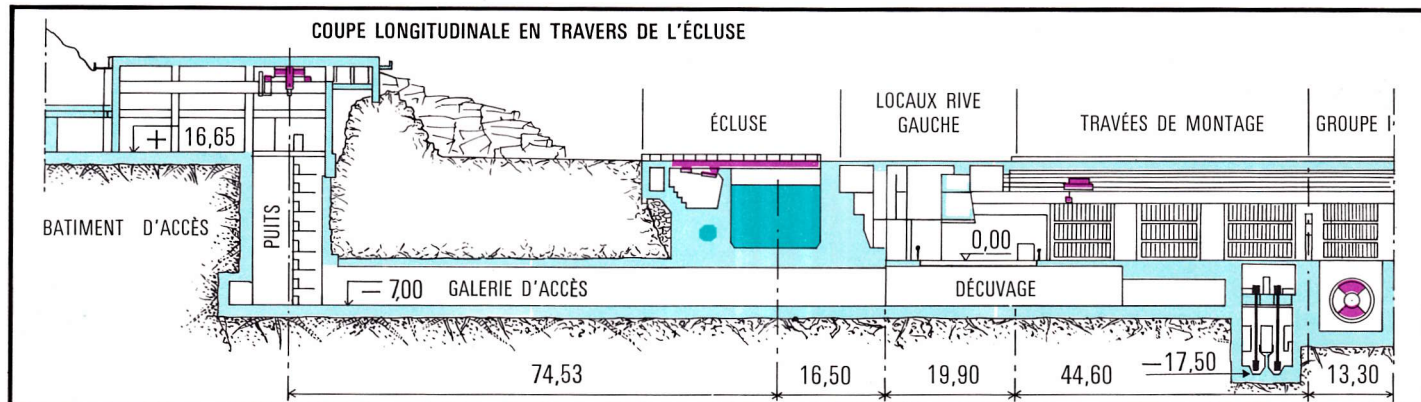 COUPE LONGITUDINALE EN TRAVERS DE L'ÉCLUSE
ÉCLUSE
LOCAUX RIVE
GAUCHE
TRAVÉES DE MONTAGE
GROUPE I
+ 16,65
BATIMENT D'ACCÈS
PUITS
0,00
– 7,00
GALERIE D'ACCÈS
DÉCUVAGE
–17,50
74,53
16,50
19,90
44,60
13,30